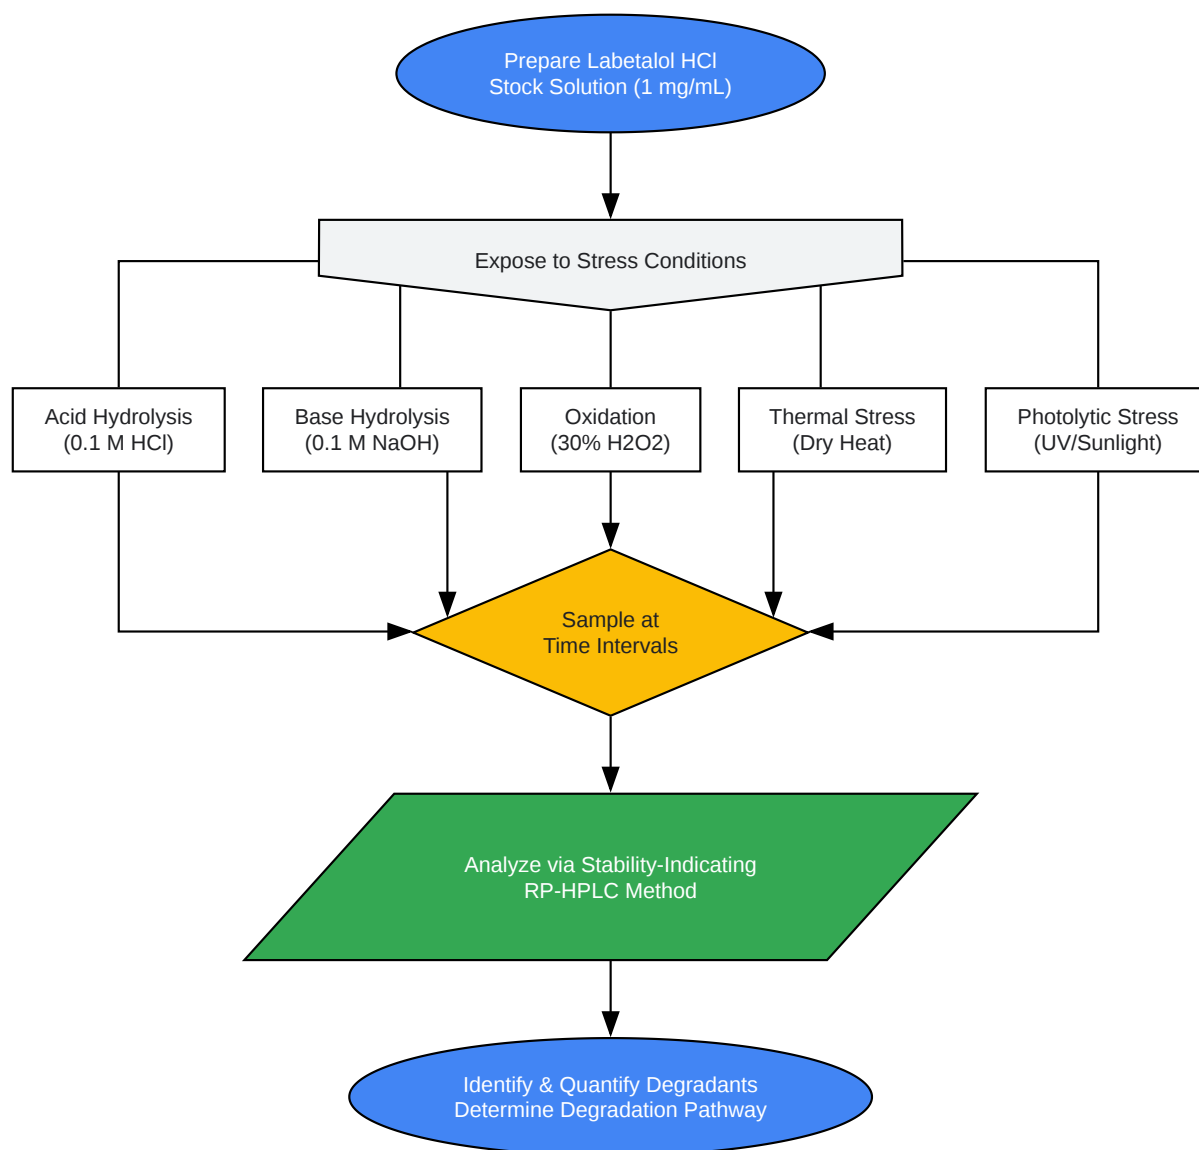 Prepare Labetalol HCl
Stock Solution (1 mg/mL)
Expose to Stress Conditions
Acid Hydrolysis
(0.1 M HCl)
Base Hydrolysis
(0.1 M NaOH)
Oxidation
(30% H2O2)
Thermal Stress
(Dry Heat)
Photolytic Stress
(UV/Sunlight)
Sample at
Time Intervals
Analyze via Stability-Indicating
RP-HPLC Method
Identify & Quantify Degradants
Determine Degradation Pathway